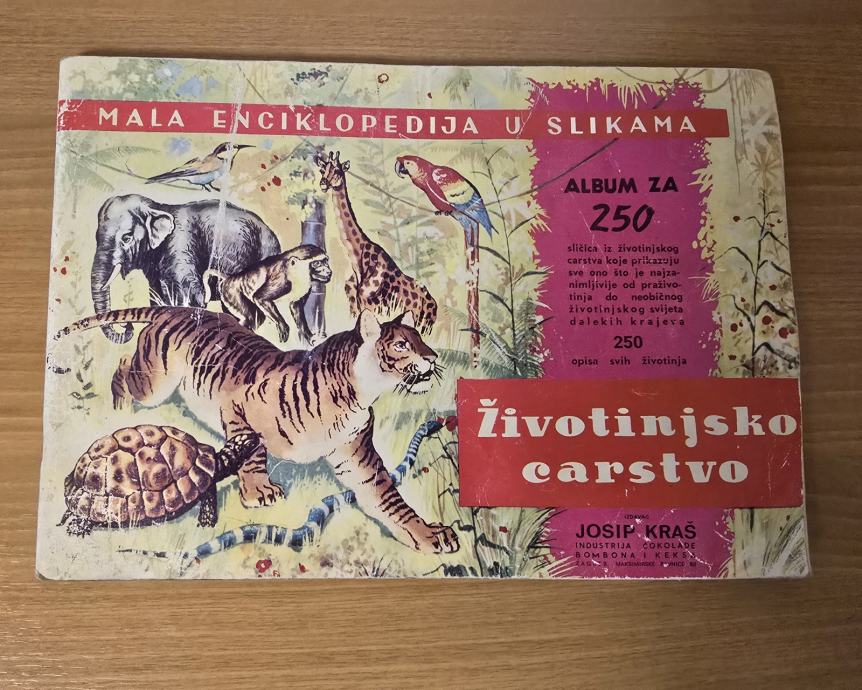 MALA ENCIKLOPEDIJA U SLIKAMA
ALBUM ZA
250
sličica iz životinjskog
carstva koje prikazuju
sve ono što je najza-
nimljivije od praživo-
tinja do neobičnog
životinjskog svijeta
dalekih krajeva
250
opisa svih životinja
Životinjsko
carstvo
IZDAVAČ
JOSIP KRAŠ
INDUSTRIJA ČOKOLADE
BOMBONA I KEKSA
MAKSIMIRSKE